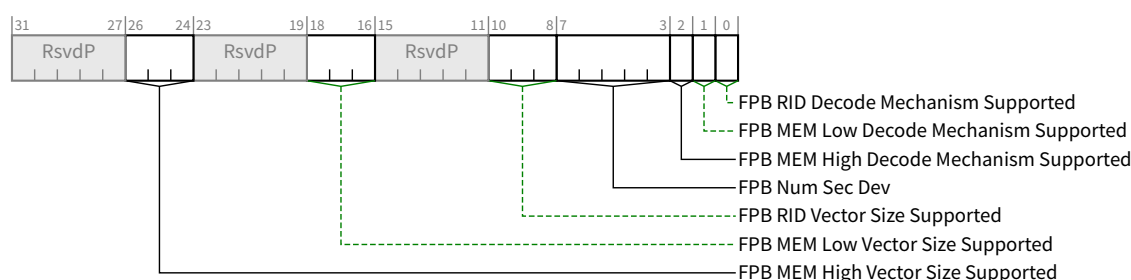 31 27 26 24 23 19 18 16 15 11 10 8 7 3 2 1 0
RsvdP RsvdP RsvdP
FPB RID Decode Mechanism Supported
FPB MEM Low Decode Mechanism Supported
FPB MEM High Decode Mechanism Supported
FPB Num Sec Dev
FPB RID Vector Size Supported
FPB MEM Low Vector Size Supported
FPB MEM High Vector Size Supported